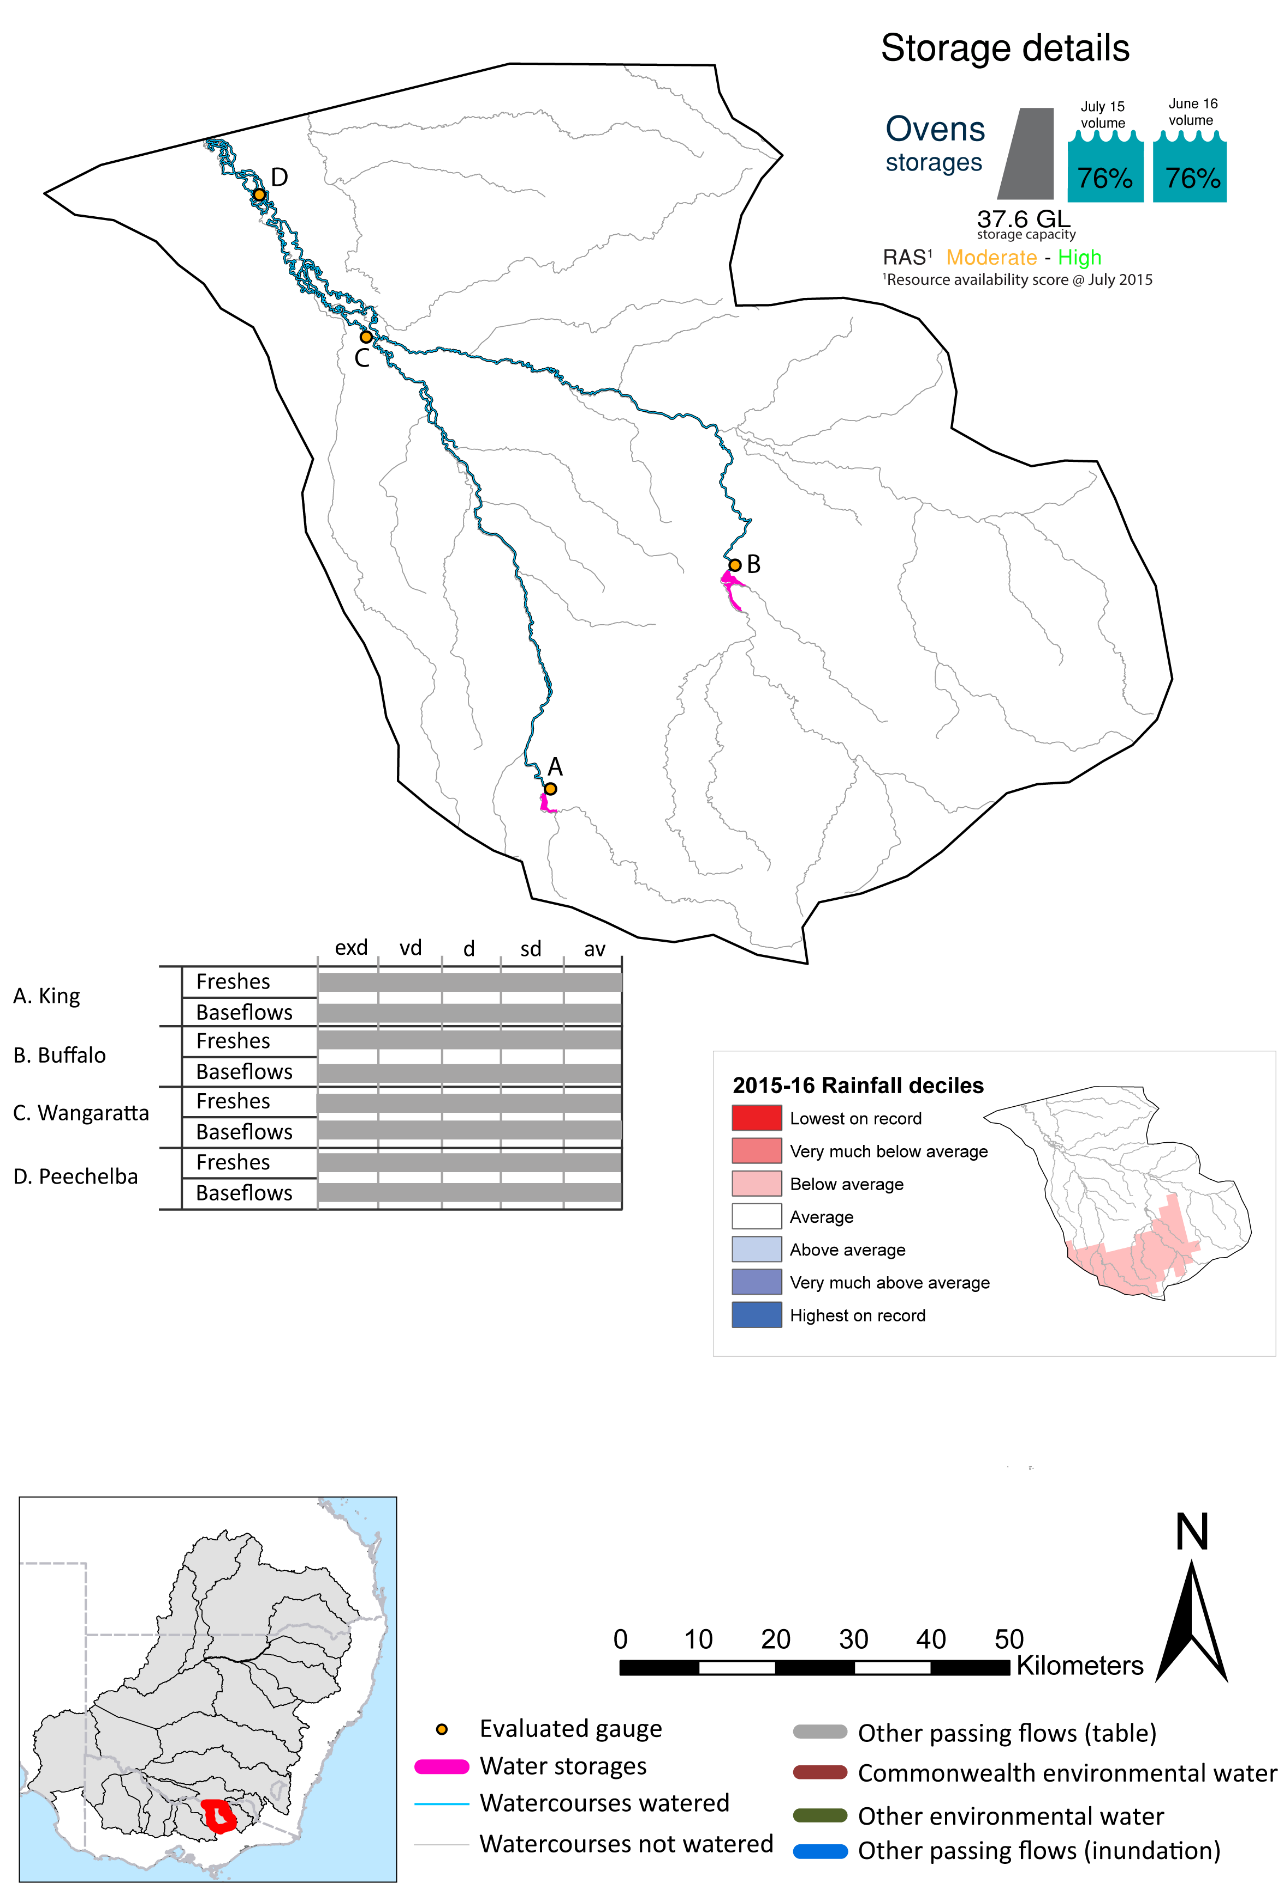 Storage details
Ovens
storages
July 15
volume
June 16
volume
76%
76%
37.6 GL
storage capacity
RAS¹ Moderate - High
¹Resource availability score @ July 2015
D
C
B
A
exd vd d sd av
A. King
Freshes
Baseflows
B. Buffalo
Freshes
Baseflows
C. Wangaratta
Freshes
Baseflows
D. Peechelba
Freshes
Baseflows
2015-16 Rainfall deciles
Lowest on record
Very much below average
Below average
Average
Above average
Very much above average
Highest on record
N
0 10 20 30 40 50
Kilometers
Evaluated gauge
Water storages
Watercourses watered
Watercourses not watered
Other passing flows (table)
Commonwealth environmental water
Other environmental water
Other passing flows (inundation)